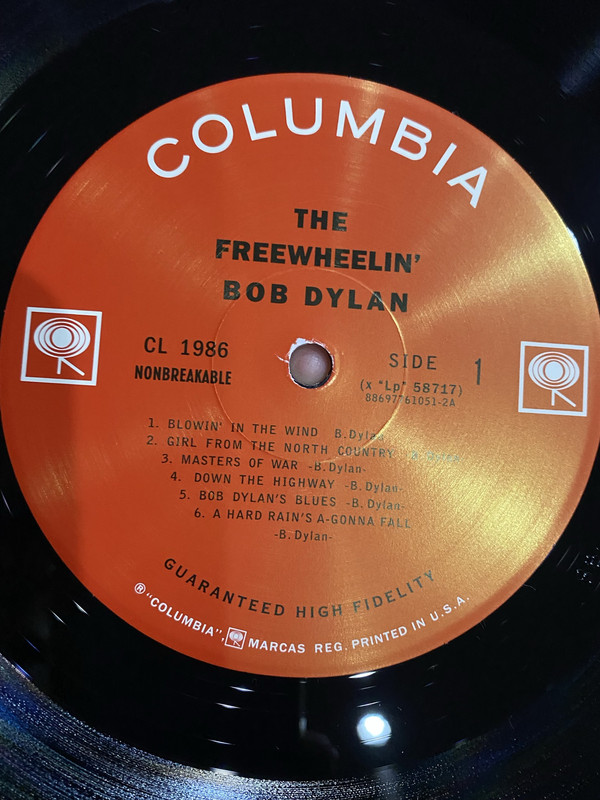 COLUMBIA
THE
FREEWHEELIN'
BOB DYLAN
CL 1986
NONBREAKABLE
SIDE 1
(x "Lp" 58717)
88697761051-2A
1. BLOWIN' IN THE WIND B.Dylan
2. GIRL FROM THE NORTH COUNTRY
3. MASTERS OF WAR -B. Dylan-
4. DOWN THE HIGHWAY -B. Dylan-
5. BOB DYLAN'S BLUES -B. Dylan-
6. A HARD RAIN'S A-GONNA FALL
-B. Dylan-
GUARANTEED HIGH FIDELITY
® "COLUMBIA", MARCAS REG. PRINTED IN U.S.A.